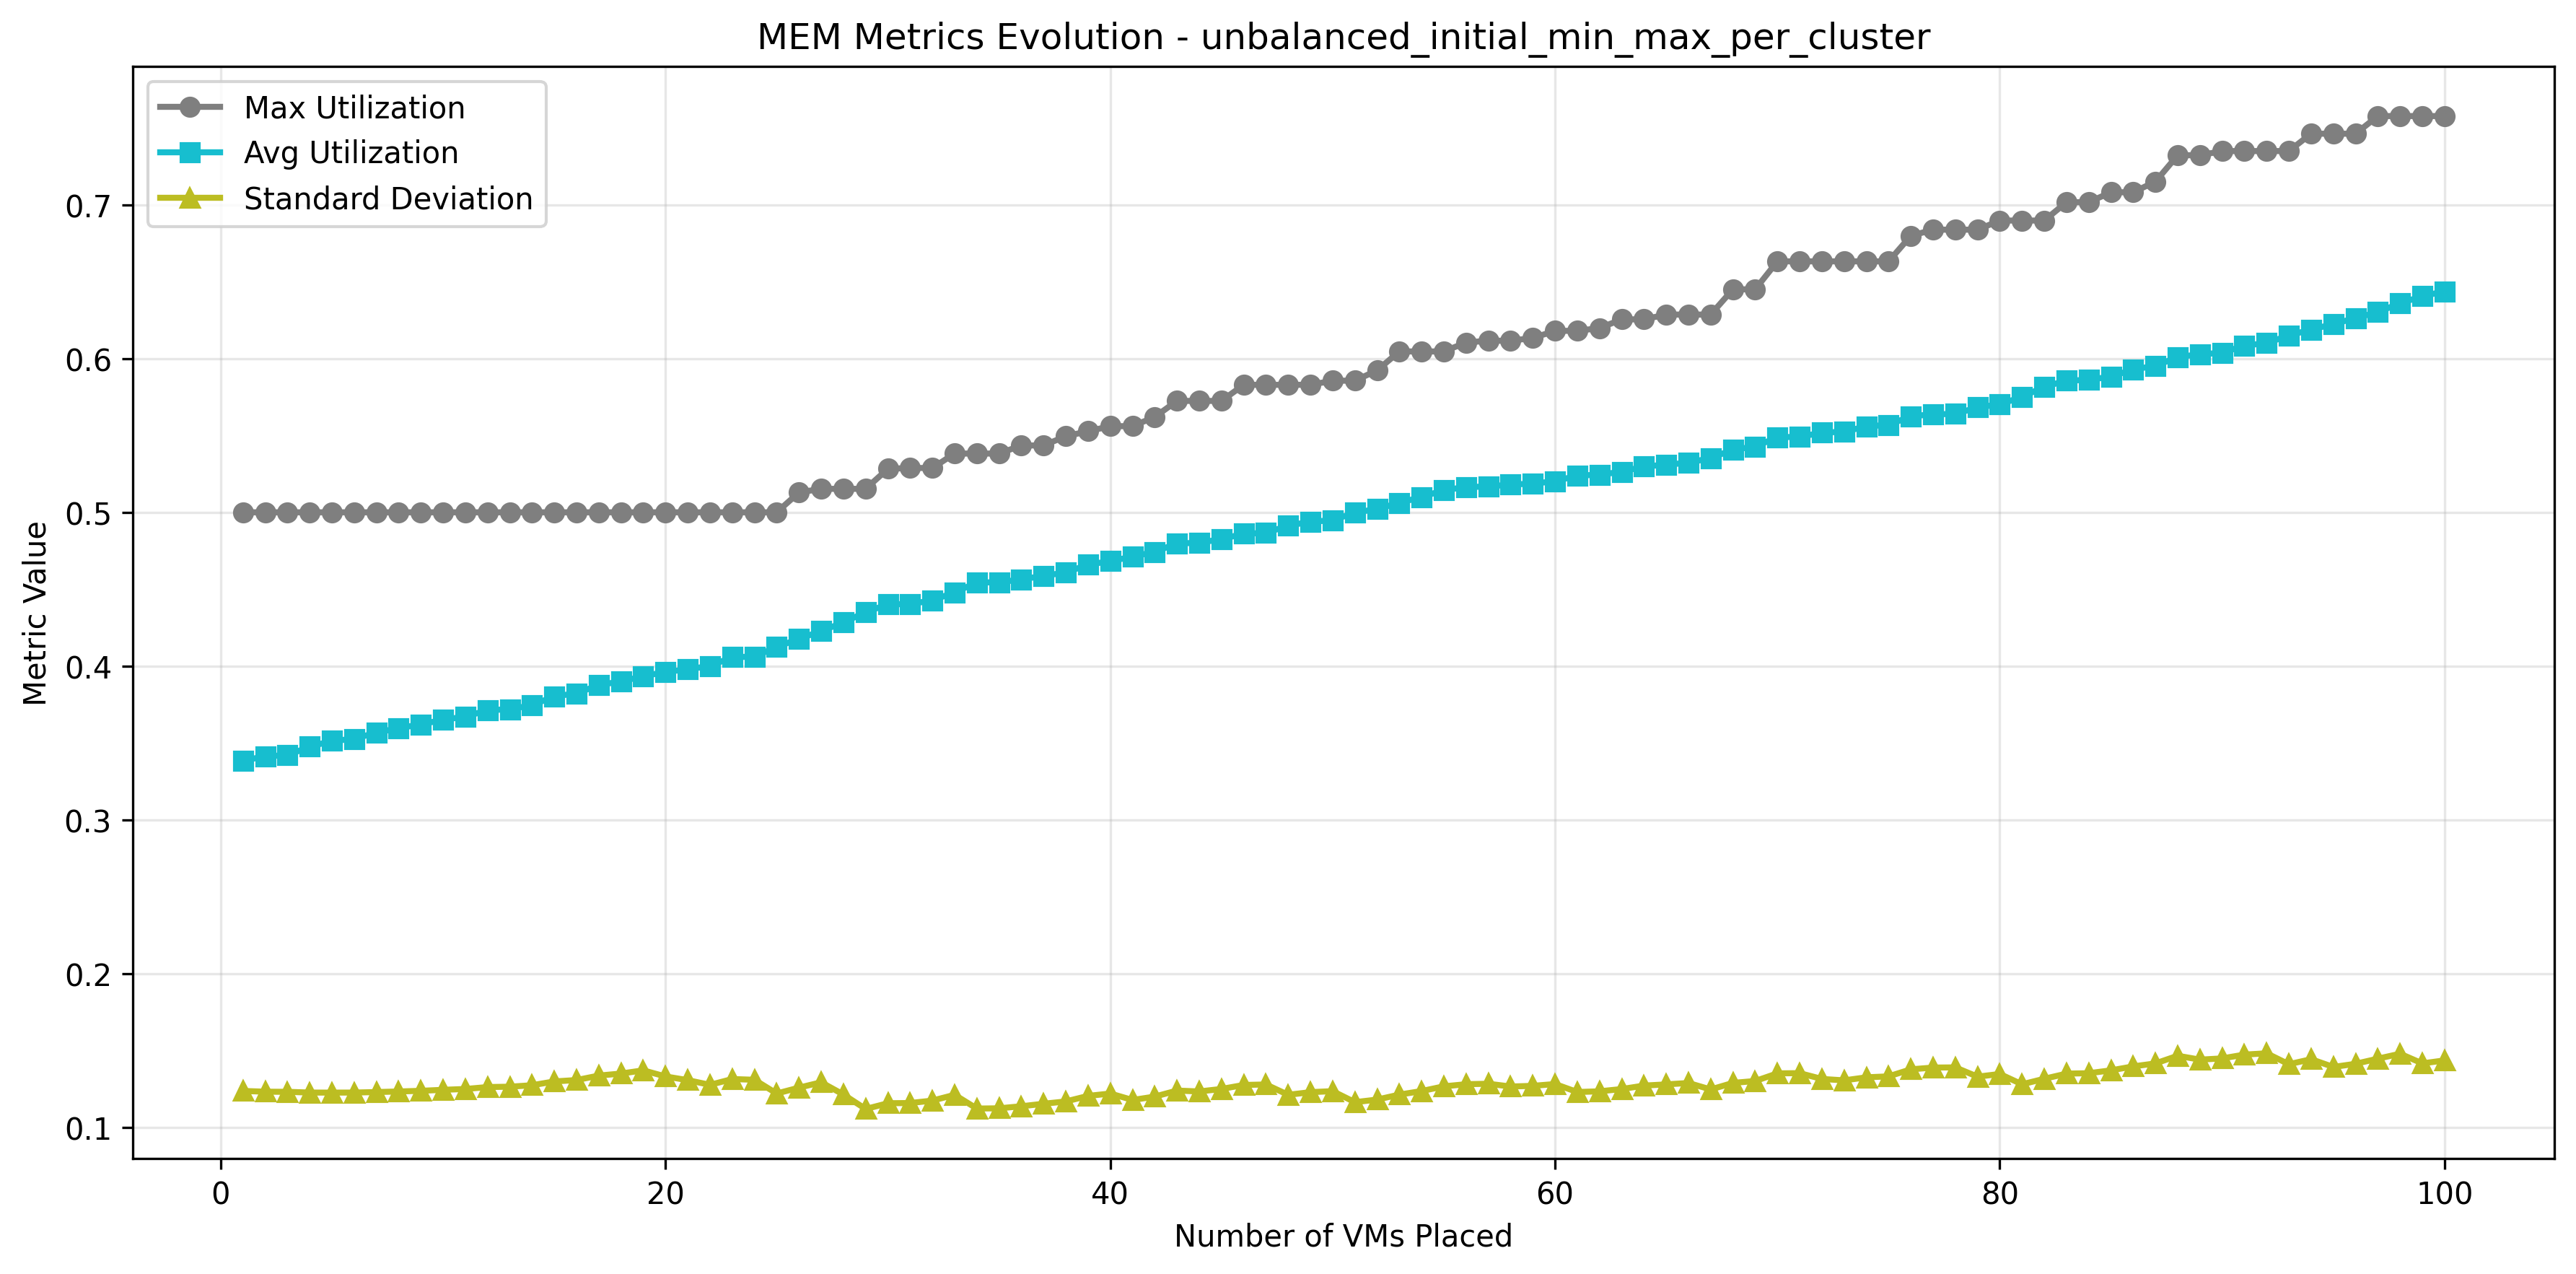 MEM Metrics Evolution - unbalanced_initial_min_max_per_cluster
Max Utilization
Avg Utilization
Standard Deviation
Metric Value
0.7
0.6
0.5
0.4
0.3
0.2
0.1
0 20 40 60 80 100
Number of VMs Placed